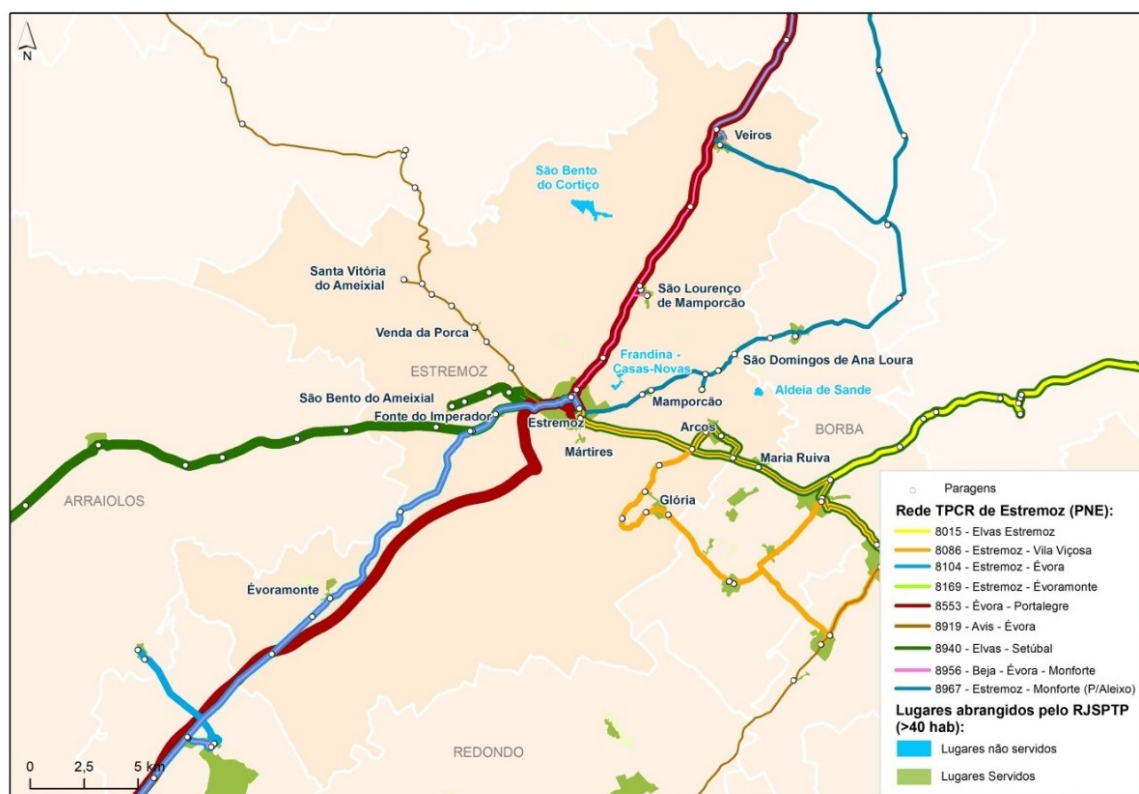 N
Veiros
São Bento
do Cortiço
Santa Vitória
do Ameixial
São Lourenço
de Mamporcão
Venda da Porca
Frandina -
Casas-Novas
São Domingos de Ana Loura
ESTREMOZ
São Bento do Ameixial
Mamporcão
Aldeia de Sande
Fonte do Imperador
Estremoz
Arcos
BORBA
Mártires
Maria Ruiva
ARRAIOLOS
Glória
Évoramonte
REDONDO
0 2,5 5 km
Paragens
Rede TPCR de Estremoz (PNE):
8015 - Elvas Estremoz
8086 - Estremoz - Vila Viçosa
8104 - Estremoz - Évora
8169 - Estremoz - Évoramonte
8553 - Évora - Portalegre
8919 - Avis - Évora
8940 - Elvas - Setúbal
8956 - Beja - Évora - Monforte
8967 - Estremoz - Monforte (P/Aleixo)
Lugares abrangidos pelo RJSPTP
(>40 hab):
Lugares não servidos
Lugares Servidos